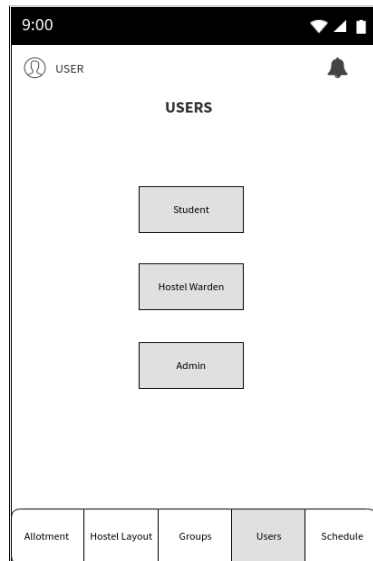 9:00
USER
USERS
Student
Hostel Warden
Admin
Allotment Hostel Layout Groups Users Schedule